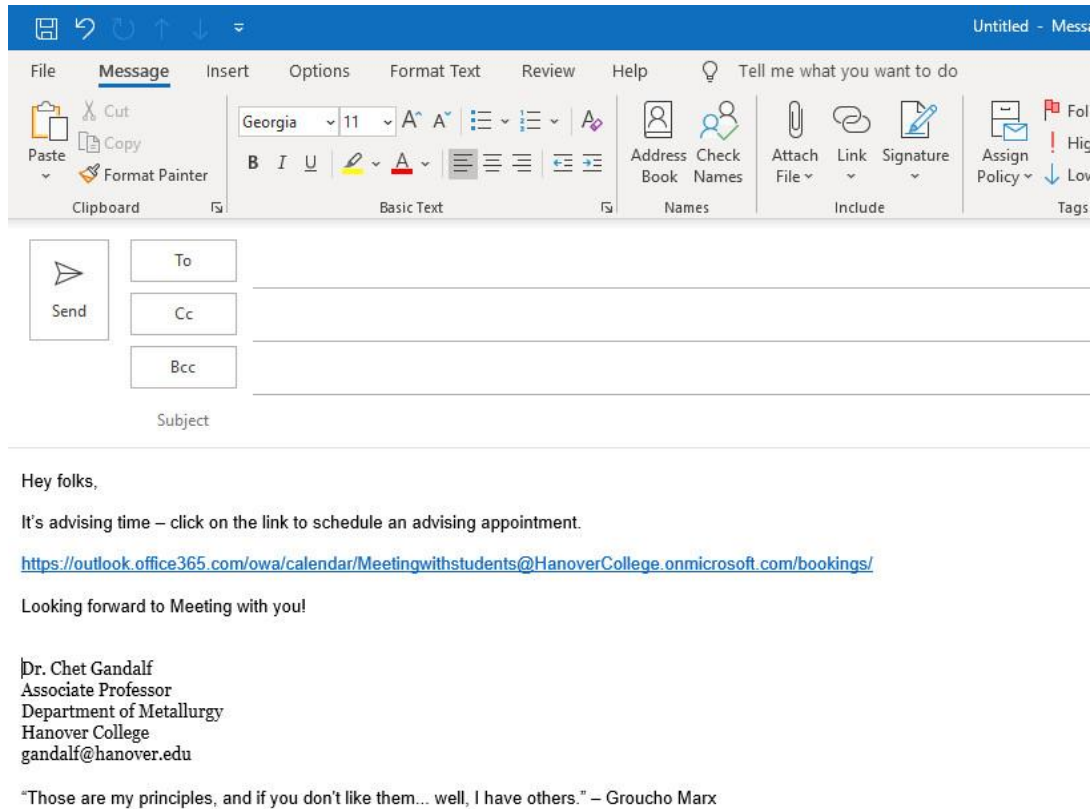 Untitled - Messa
File Message Insert Options Format Text Review Help Tell me what you want to do
Paste
Cut
Copy
Format Painter
Clipboard
Georgia 11
B I U
Basic Text
Address Book
Check Names
Names
Attach File
Link
Signature
Include
Assign Policy
Fol
Hig
Low
Tags
Send
To
Cc
Bcc
Subject
Hey folks,
It's advising time – click on the link to schedule an advising appointment.
https://outlook.office365.com/owa/calendar/Meetingwithstudents@HanoverCollege.onmicrosoft.com/bookings/
Looking forward to Meeting with you!
Dr. Chet Gandalf
Associate Professor
Department of Metallurgy
Hanover College
gandalf@hanover.edu
“Those are my principles, and if you don't like them... well, I have others.” – Groucho Marx